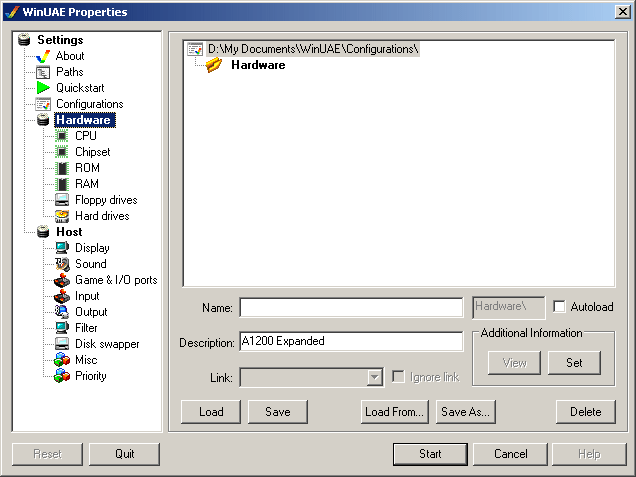 WinUAE Properties
Settings
About
Paths
Quickstart
Configurations
Hardware
CPU
Chipset
ROM
RAM
Floppy drives
Hard drives
Host
Display
Sound
Game & I/O ports
Input
Output
Filter
Disk swapper
Misc
Priority
D:\My Documents\WinUAE\Configurations\
Hardware
Name:
Hardware\
Autoload
Description:
A1200 Expanded
Additional Information
View
Set
Link:
Ignore link
Load
Save
Load From...
Save As...
Delete
Reset
Quit
Start
Cancel
Help